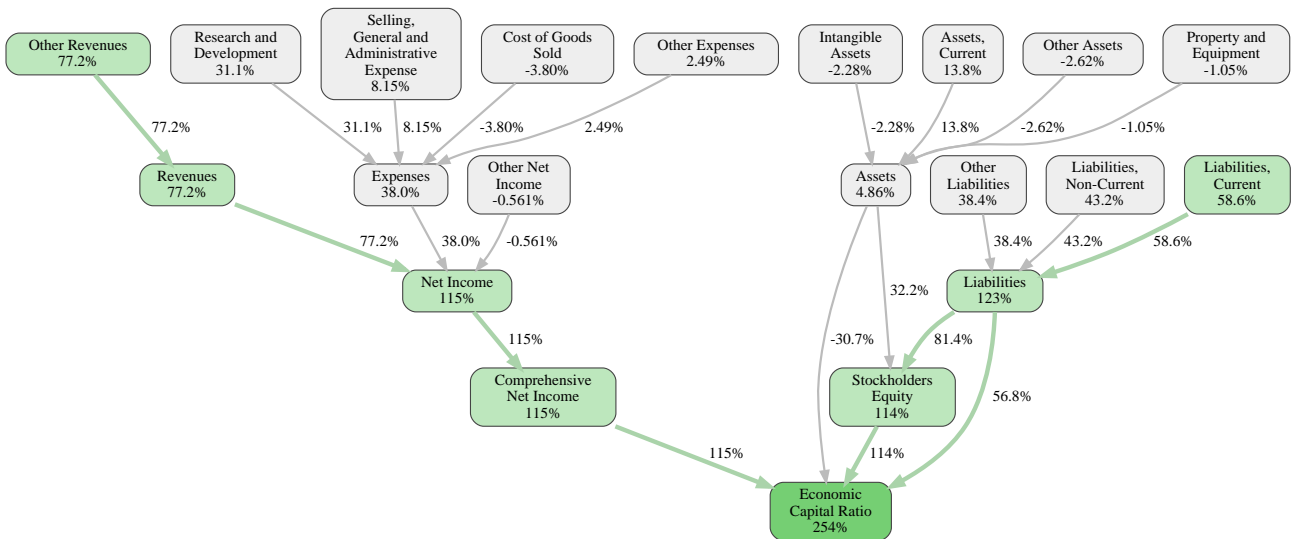 Other Revenues
77.2%
Research and
Development
31.1%
Selling,
General and
Administrative
Expense
8.15%
Cost of Goods
Sold
-3.80%
Other Expenses
2.49%
Intangible
Assets
-2.28%
Assets,
Current
13.8%
Other Assets
-2.62%
Property and
Equipment
-1.05%
77.2%
31.1%
8.15%
-3.80%
2.49%
-2.28%
13.8%
-2.62%
-1.05%
Revenues
77.2%
Expenses
38.0%
Other Net
Income
-0.561%
Assets
4.86%
Other
Liabilities
38.4%
Liabilities,
Non-Current
43.2%
Liabilities,
Current
58.6%
77.2%
38.0%
-0.561%
38.4%
43.2%
58.6%
Net Income
115%
32.2%
Liabilities
123%
115%
-30.7%
81.4%
Comprehensive
Net Income
115%
Stockholders
Equity
114%
56.8%
115%
114%
Economic
Capital Ratio
254%